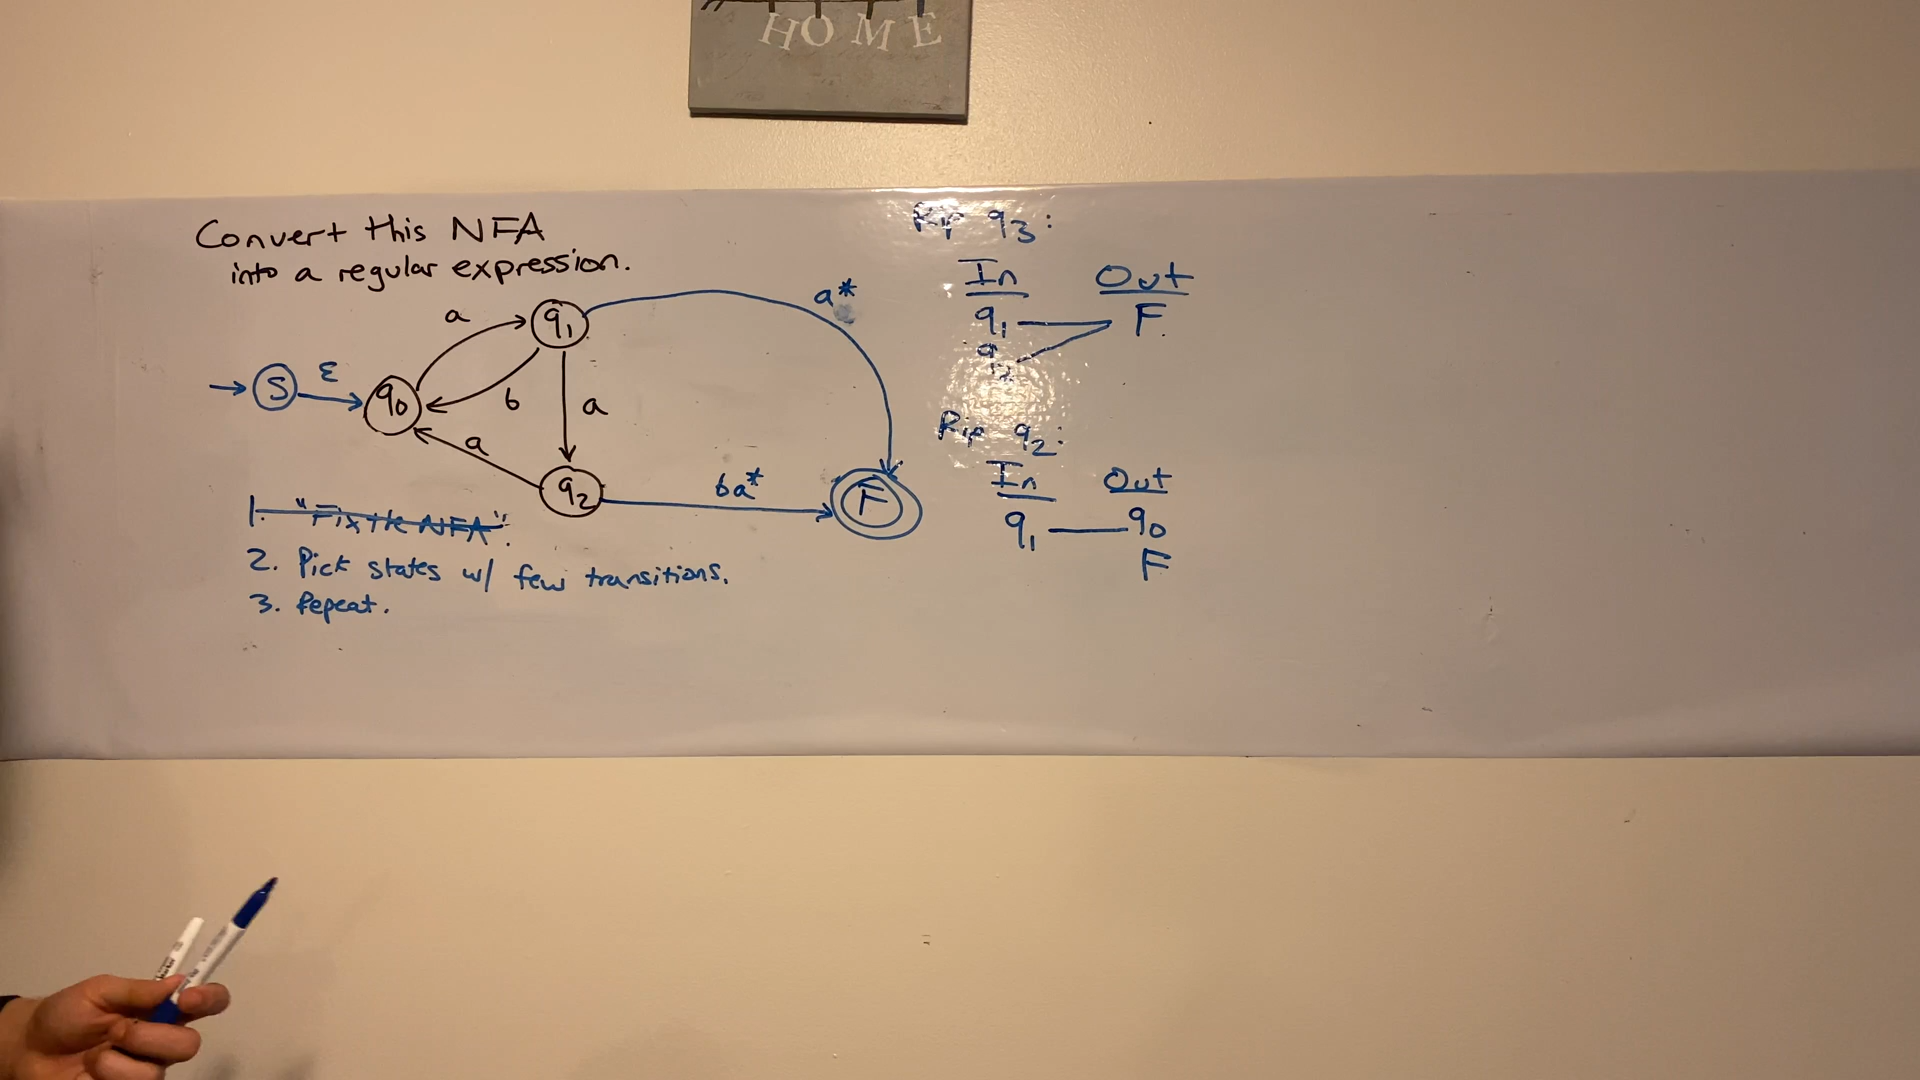 HOME
Convert this NFA
into a regular expression.
a
q1
a*
S
ε
q0
b
a
a
q2
ba*
F
1. "Fix the NFA".
2. Pick states w/ few transitions.
3. Repeat.
Rip q3:
In Out
q1 F
q2
Rip q2:
In Out
q1 q0
F